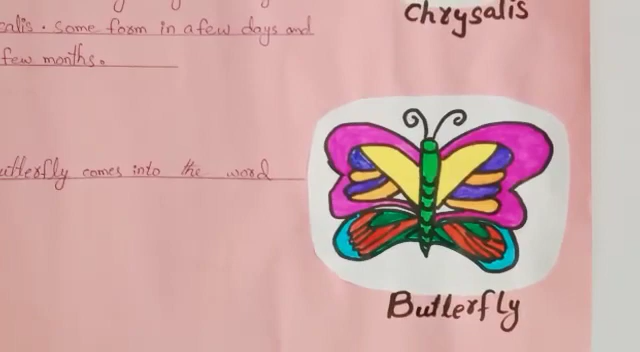 Chrysalis
salis. Some form in a few days and
few months.
utterfly comes into the word
Butterfly